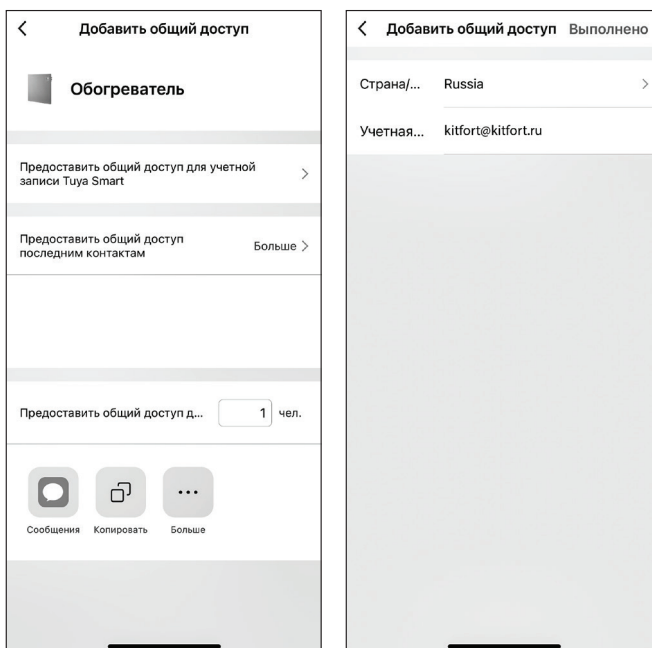 Добавить общий доступ
Обогреватель
Предоставить общий доступ для учетной
записи Tuya Smart
Предоставить общий доступ
последним контактам
Больше
Предоставить общий доступ д...
1 чел.
Сообщения Копировать Больше
Добавить общий доступ Выполнено
Страна/... Russia
Учетная... kitfort@kitfort.ru